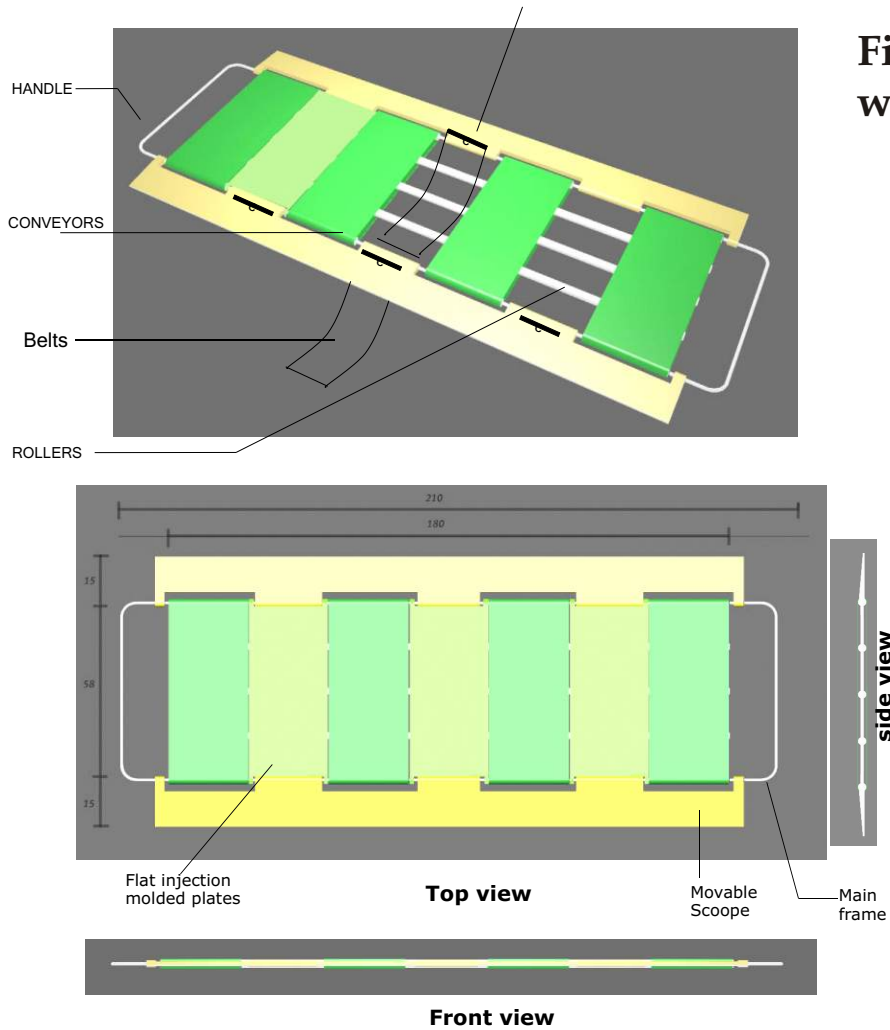 Fi
w
HANDLE
CONVEYORS
Belts
ROLLERS
c
c
c
c
210
180
15
58
15
side view
Flat injection
molded plates
Top view
Movable
Scoope
Main
frame
Front view